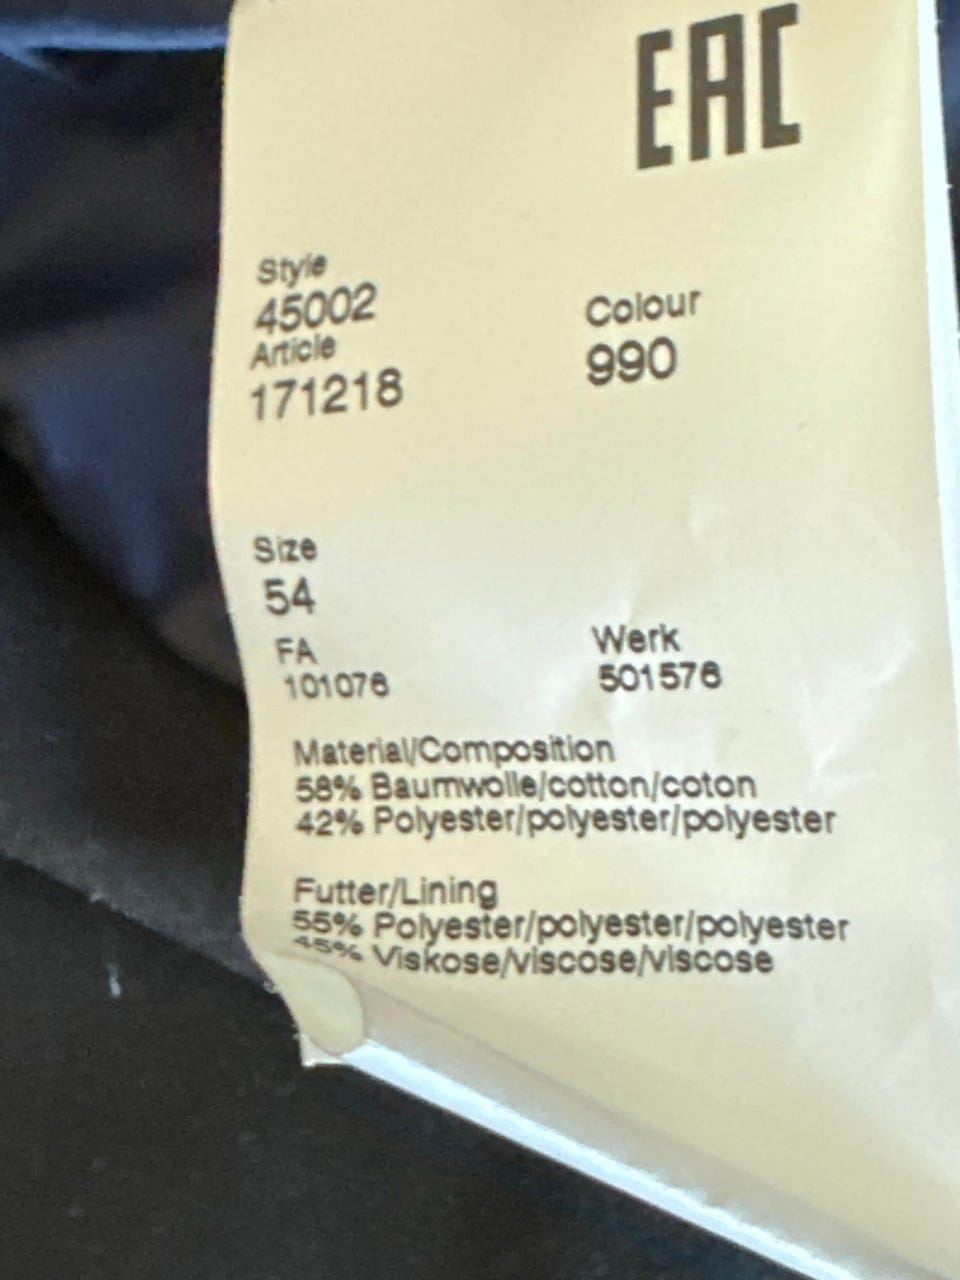 EAC
Style
45002
Colour
Article
990
171218
Size
54
FA
Werk
101076
501576
Material/Composition
58% Baumwolle/cotton/coton
42% Polyester/polyester/polyester
Futter/Lining
55% Polyester/polyester/polyester
45% Viskose/viscose/viscose